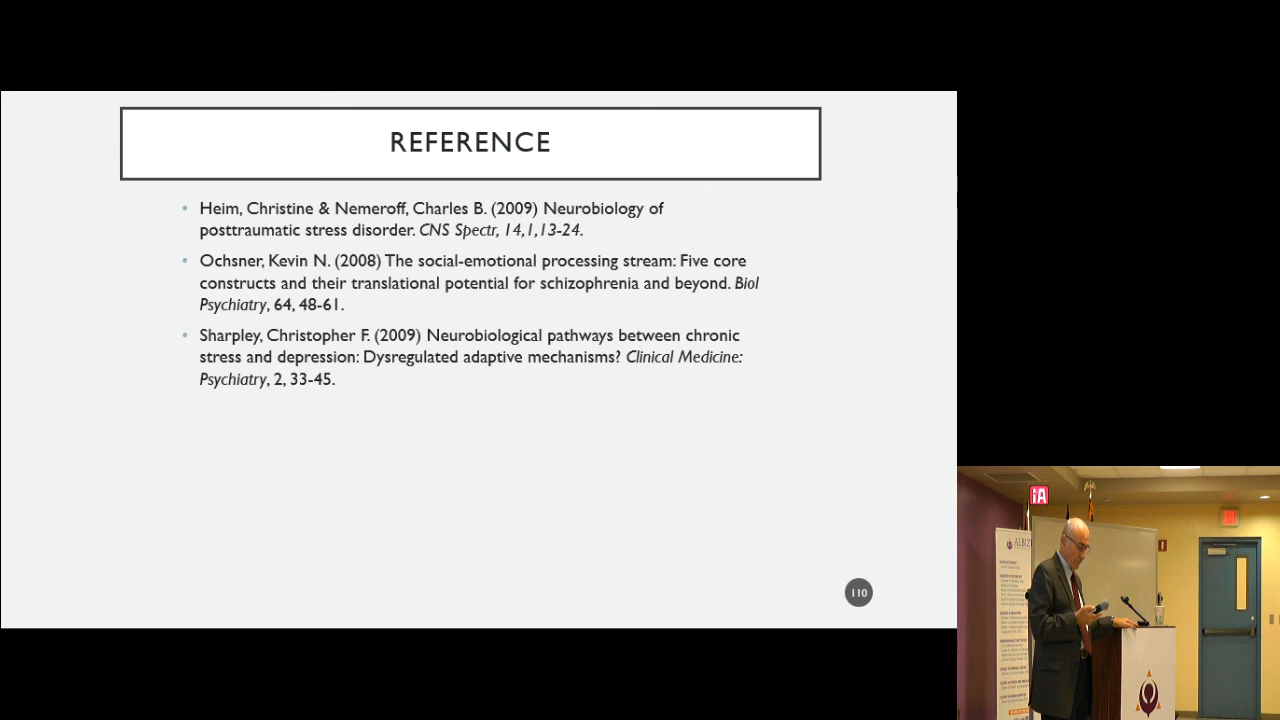 REFERENCE
• Heim, Christine & Nemeroff, Charles B. (2009) Neurobiology of
posttraumatic stress disorder. CNS Spectr, 14,1,13-24.
• Ochsner, Kevin N. (2008) The social-emotional processing stream: Five core
constructs and their translational potential for schizophrenia and beyond. Biol
Psychiatry, 64, 48-61.
• Sharpley, Christopher F. (2009) Neurobiological pathways between chronic
stress and depression: Dysregulated adaptive mechanisms? Clinical Medicine:
Psychiatry, 2, 33-45.
110
iA
ALBIZ